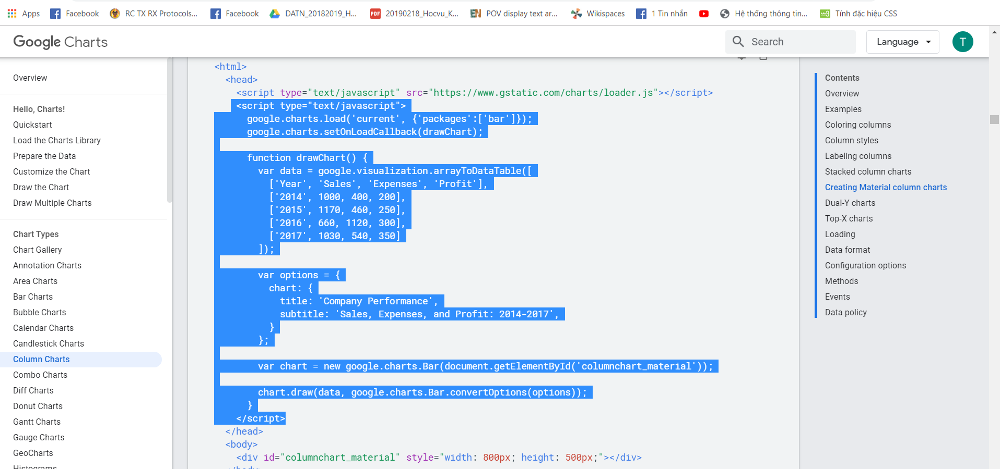 Apps Facebook RC TX RX Protocols... Facebook DATN_20182019_H... PDF 20190218_Hocvu_K... EN POV display text ar... Wikispaces 1 Tin nhắn Hệ thống thông tin... w3 Tính đặc hiệu CSS
Google Charts
Search
Language
T
Overview
Hello, Charts!
Quickstart
Load the Charts Library
Prepare the Data
Customize the Chart
Draw the Chart
Draw Multiple Charts
Chart Types
Chart Gallery
Annotation Charts
Area Charts
Bar Charts
Bubble Charts
Calendar Charts
Candlestick Charts
Column Charts
Combo Charts
Diff Charts
Donut Charts
Gantt Charts
Gauge Charts
GeoCharts
Histograms
<html>
<head>
<script type="text/javascript" src="https://www.gstatic.com/charts/loader.js"></script>
<script type="text/javascript">
google.charts.load('current', {'packages':['bar']});
google.charts.setOnLoadCallback(drawChart);
function drawChart() {
var data = google.visualization.arrayToDataTable([
['Year', 'Sales', 'Expenses', 'Profit'],
['2014', 1000, 400, 200],
['2015', 1170, 460, 250],
['2016', 660, 1120, 300],
['2017', 1030, 540, 350]
]);
var options = {
chart: {
title: 'Company Performance',
subtitle: 'Sales, Expenses, and Profit: 2014-2017',
}
};
var chart = new google.charts.Bar(document.getElementById('columnchart_material'));
chart.draw(data, google.charts.Bar.convertOptions(options));
}
</script>
</head>
<body>
<div id="columnchart_material" style="width: 800px; height: 500px;"></div>
Contents
Overview
Examples
Coloring columns
Column styles
Labeling columns
Stacked column charts
Creating Material column charts
Dual-Y charts
Top-X charts
Loading
Data format
Configuration options
Methods
Events
Data policy